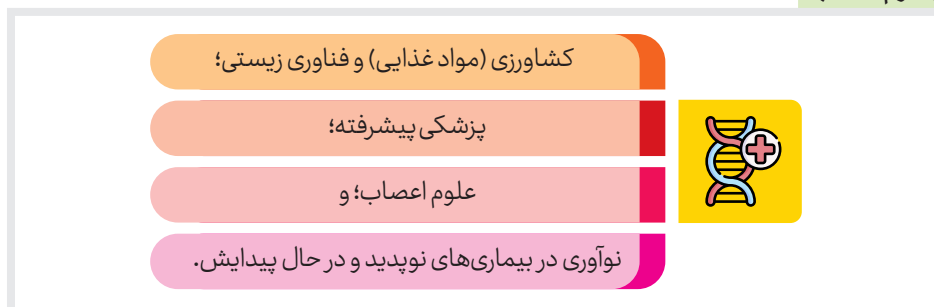 کشاورزی (مواد غذایی) و فناوری زیستی؛
پزشکی پیشرفته؛
علوم اعصاب؛ و
نوآوری در بیماری‌های نوپدید و در حال پیدایش.